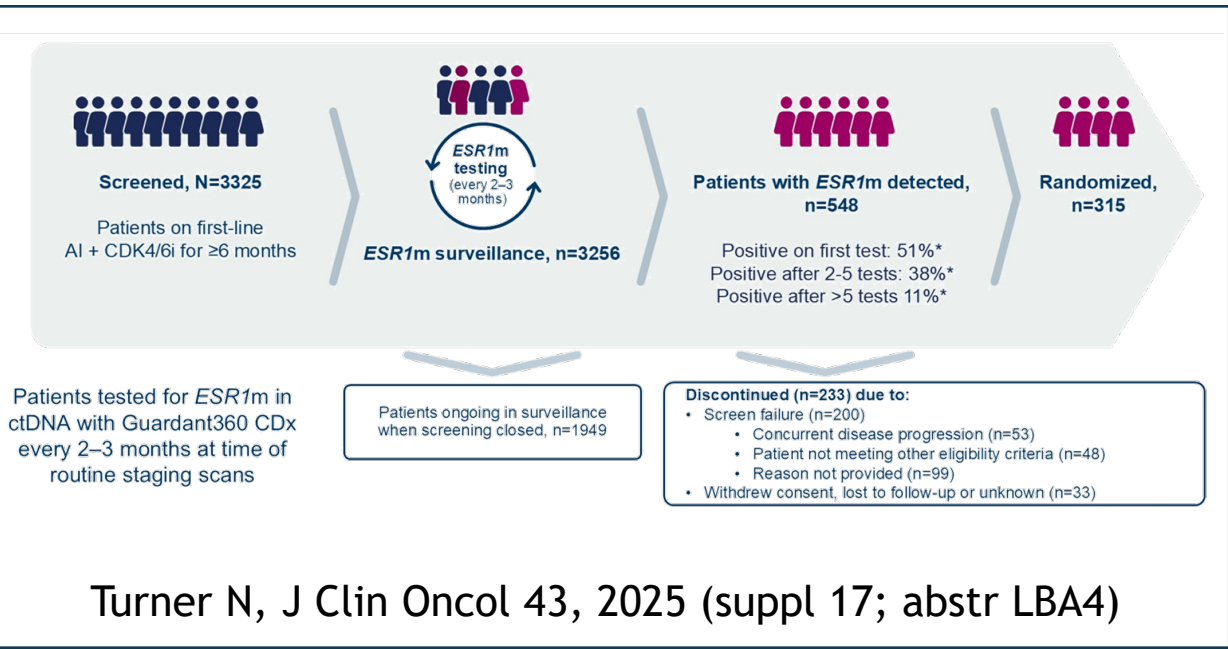 Screened, N=3325
Patients on first-line
AI + CDK4/6i for ≥6 months
ESR1m
testing
(every 2–3
months)
ESR1m surveillance, n=3256
Patients with ESR1m detected,
n=548
Positive on first test: 51%*
Positive after 2-5 tests: 38%*
Positive after >5 tests 11%*
Randomized,
n=315
Patients tested for ESR1m in
ctDNA with Guardant360 CDx
every 2–3 months at time of
routine staging scans
Patients ongoing in surveillance
when screening closed, n=1949
Discontinued (n=233) due to:
• Screen failure (n=200)
• Concurrent disease progression (n=53)
• Patient not meeting other eligibility criteria (n=48)
• Reason not provided (n=99)
• Withdrew consent, lost to follow-up or unknown (n=33)
Turner N, J Clin Oncol 43, 2025 (suppl 17; abstr LBA4)